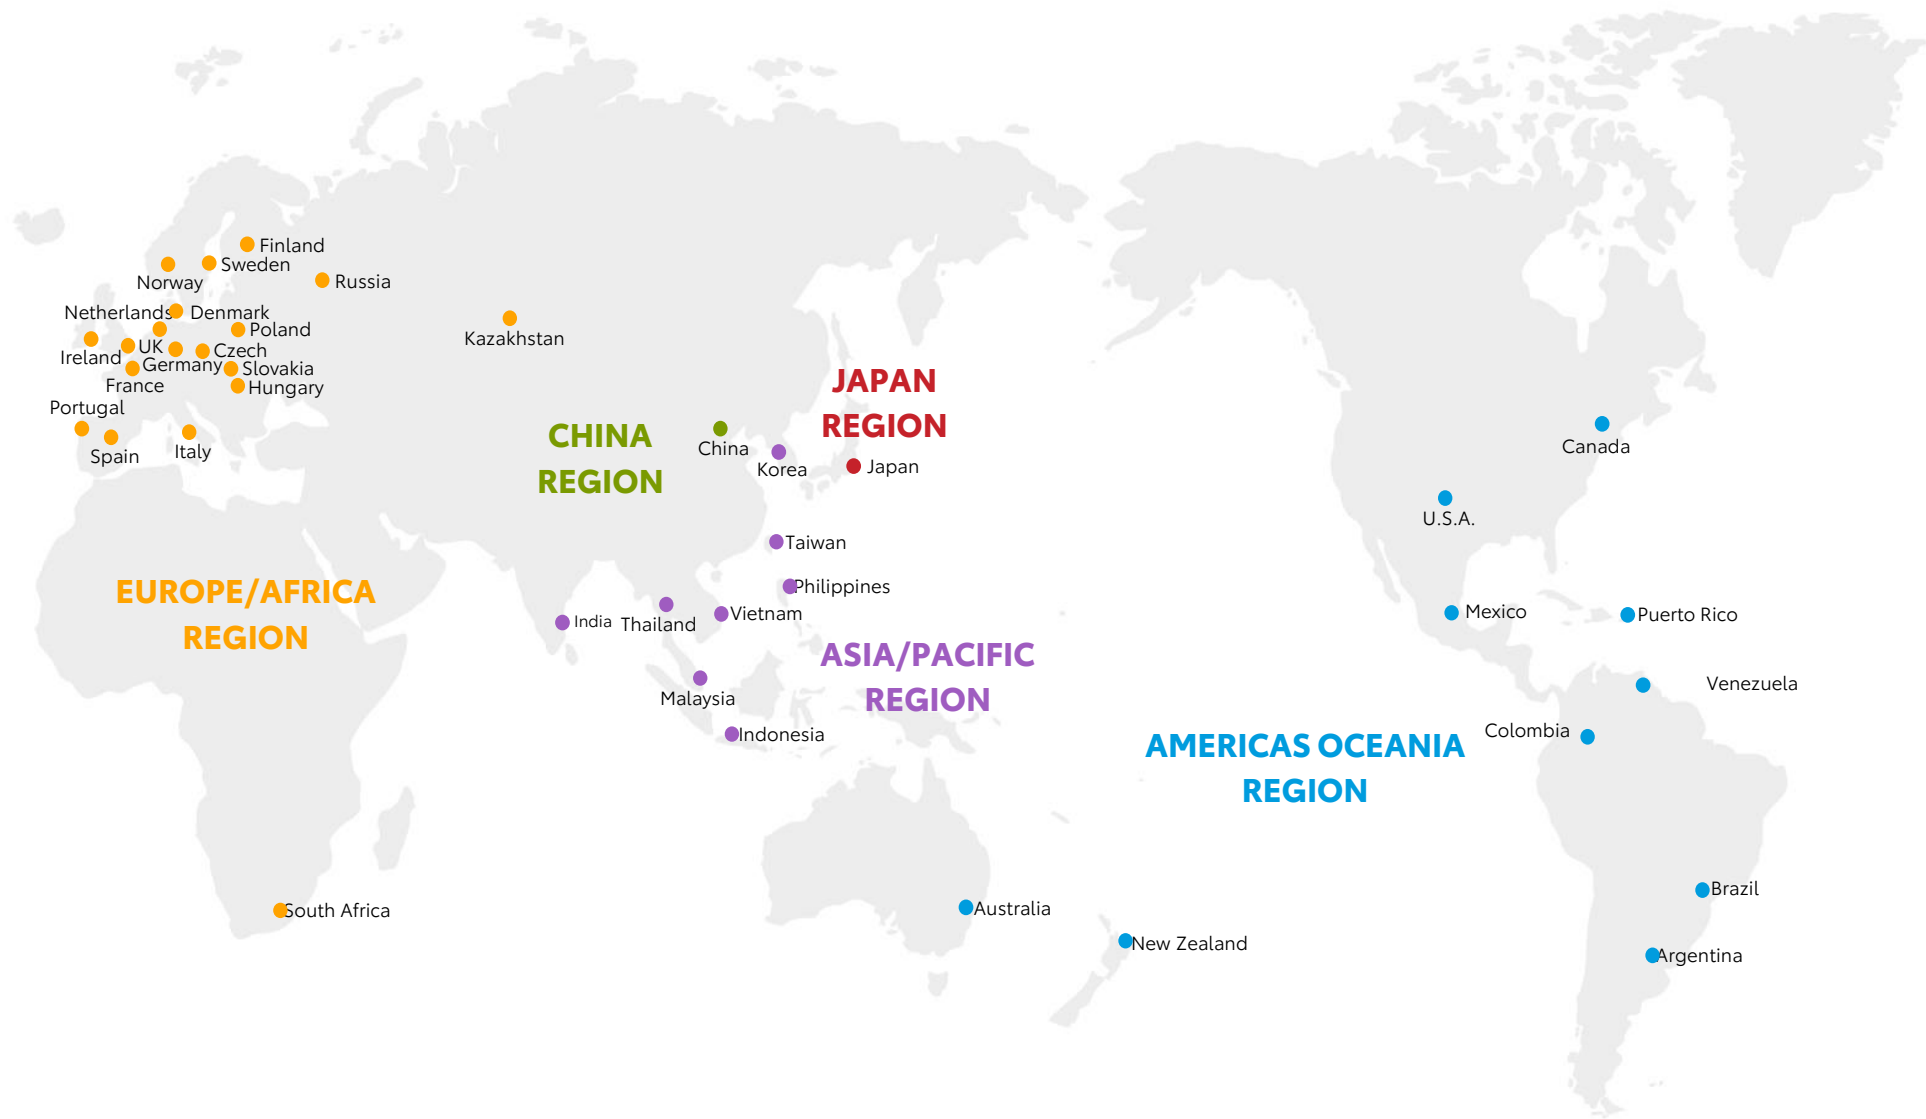 Finland
Sweden
Norway
Russia
Netherlands
Denmark
Poland
Kazakhstan
Ireland
UK
Czech
Germany
Slovakia
France
Hungary
Portugal
Spain
Italy
JAPAN
REGION
CHINA
REGION
China
Korea
Japan
Canada
U.S.A.
Taiwan
EUROPE/AFRICA
REGION
Philippines
India
Thailand
Vietnam
Mexico
Puerto Rico
ASIA/PACIFIC
REGION
Malaysia
Indonesia
Venezuela
Colombia
AMERICAS OCEANIA
REGION
South Africa
Australia
New Zealand
Brazil
Argentina